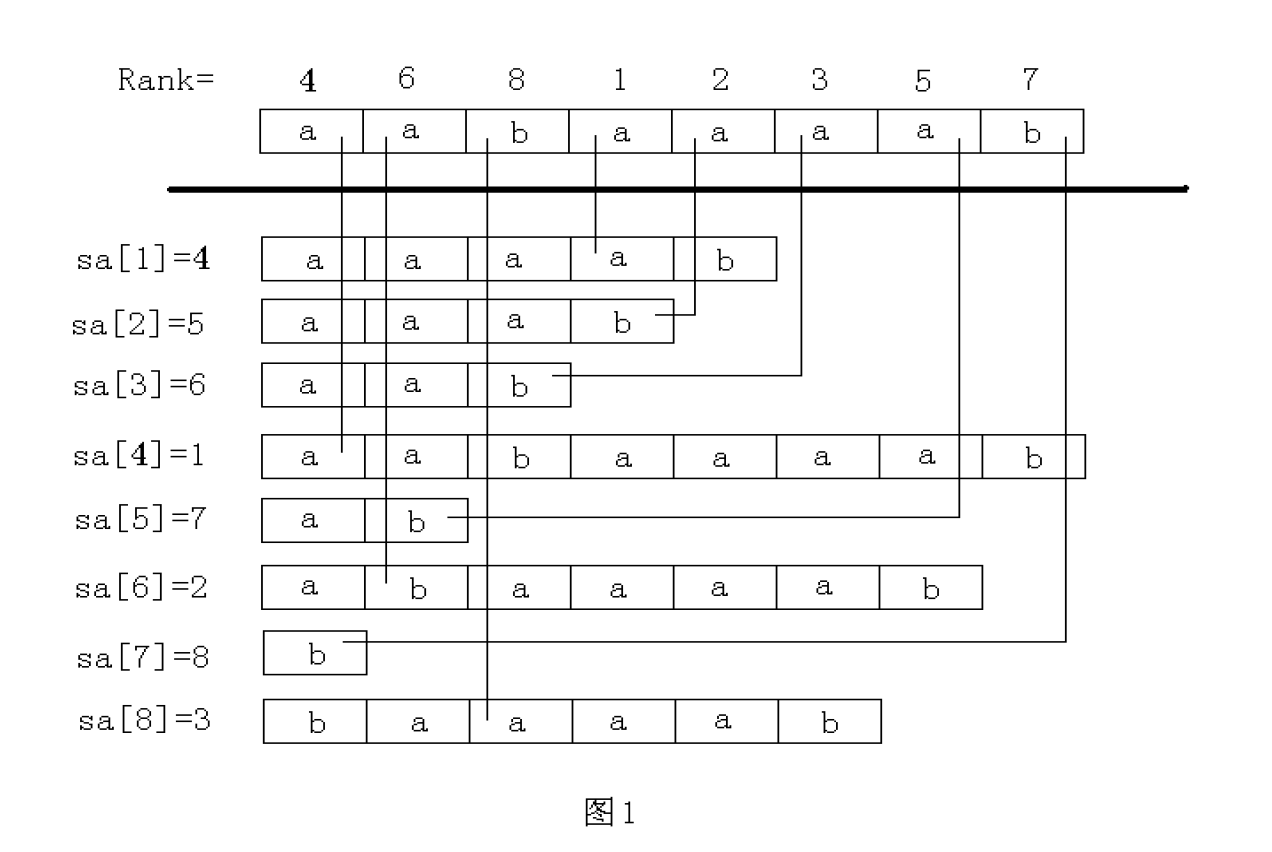 Rank= 4 6 8 1 2 3 5 7
a a b a a a a b
sa[1]=4 a a a a b
sa[2]=5 a a a b
sa[3]=6 a a b
sa[4]=1 a a b a a a a b
sa[5]=7 a b
sa[6]=2 a b a a a a b
sa[7]=8 b
sa[8]=3 b a a a a b
图1